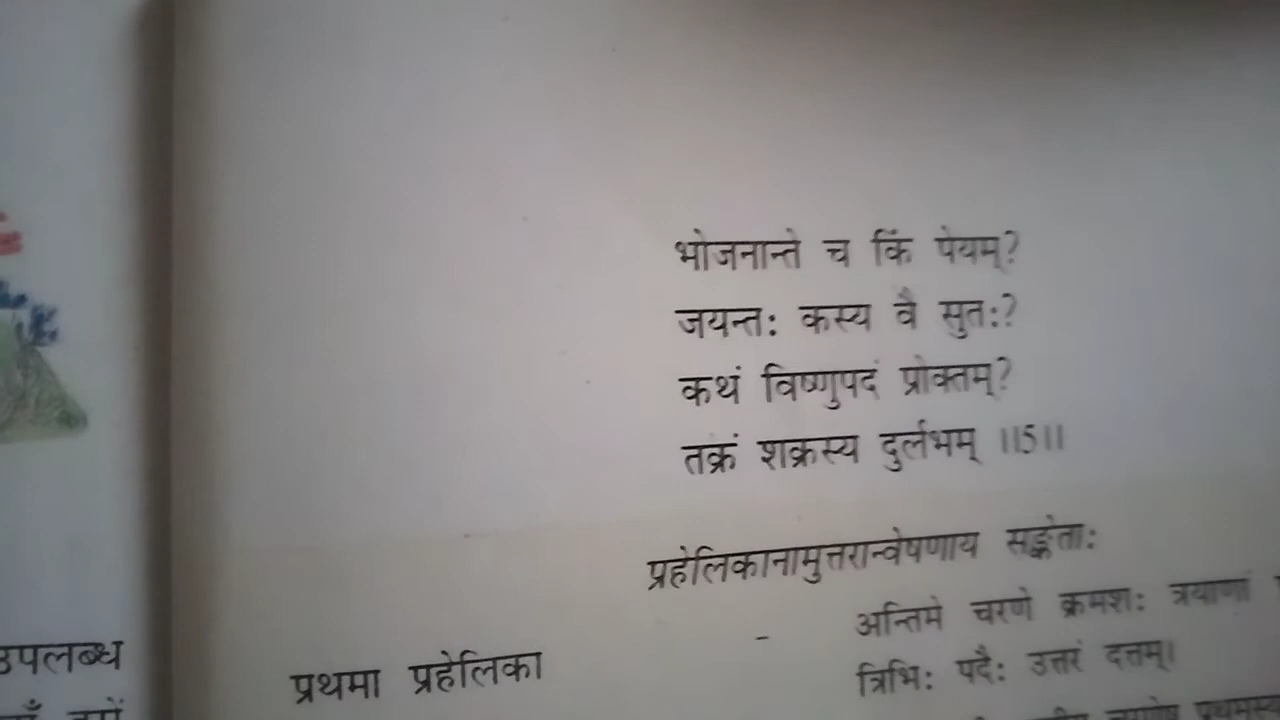 भोजनान्ते च किं पेयम्?
जयन्तः कस्य वै सुतः?
कथं विष्णुपदं प्रोक्तम्?
तक्रं शक्रस्य दुर्लभम् ।।5।।
प्रहेलिकानामुत्तरान्वेषणाय सङ्केताः
प्रथमा प्रहेलिका - अन्तिमे चरणे क्रमशः त्रयाणां
त्रिभिः पदैः उत्तरं दत्तम्।
उपलब्ध